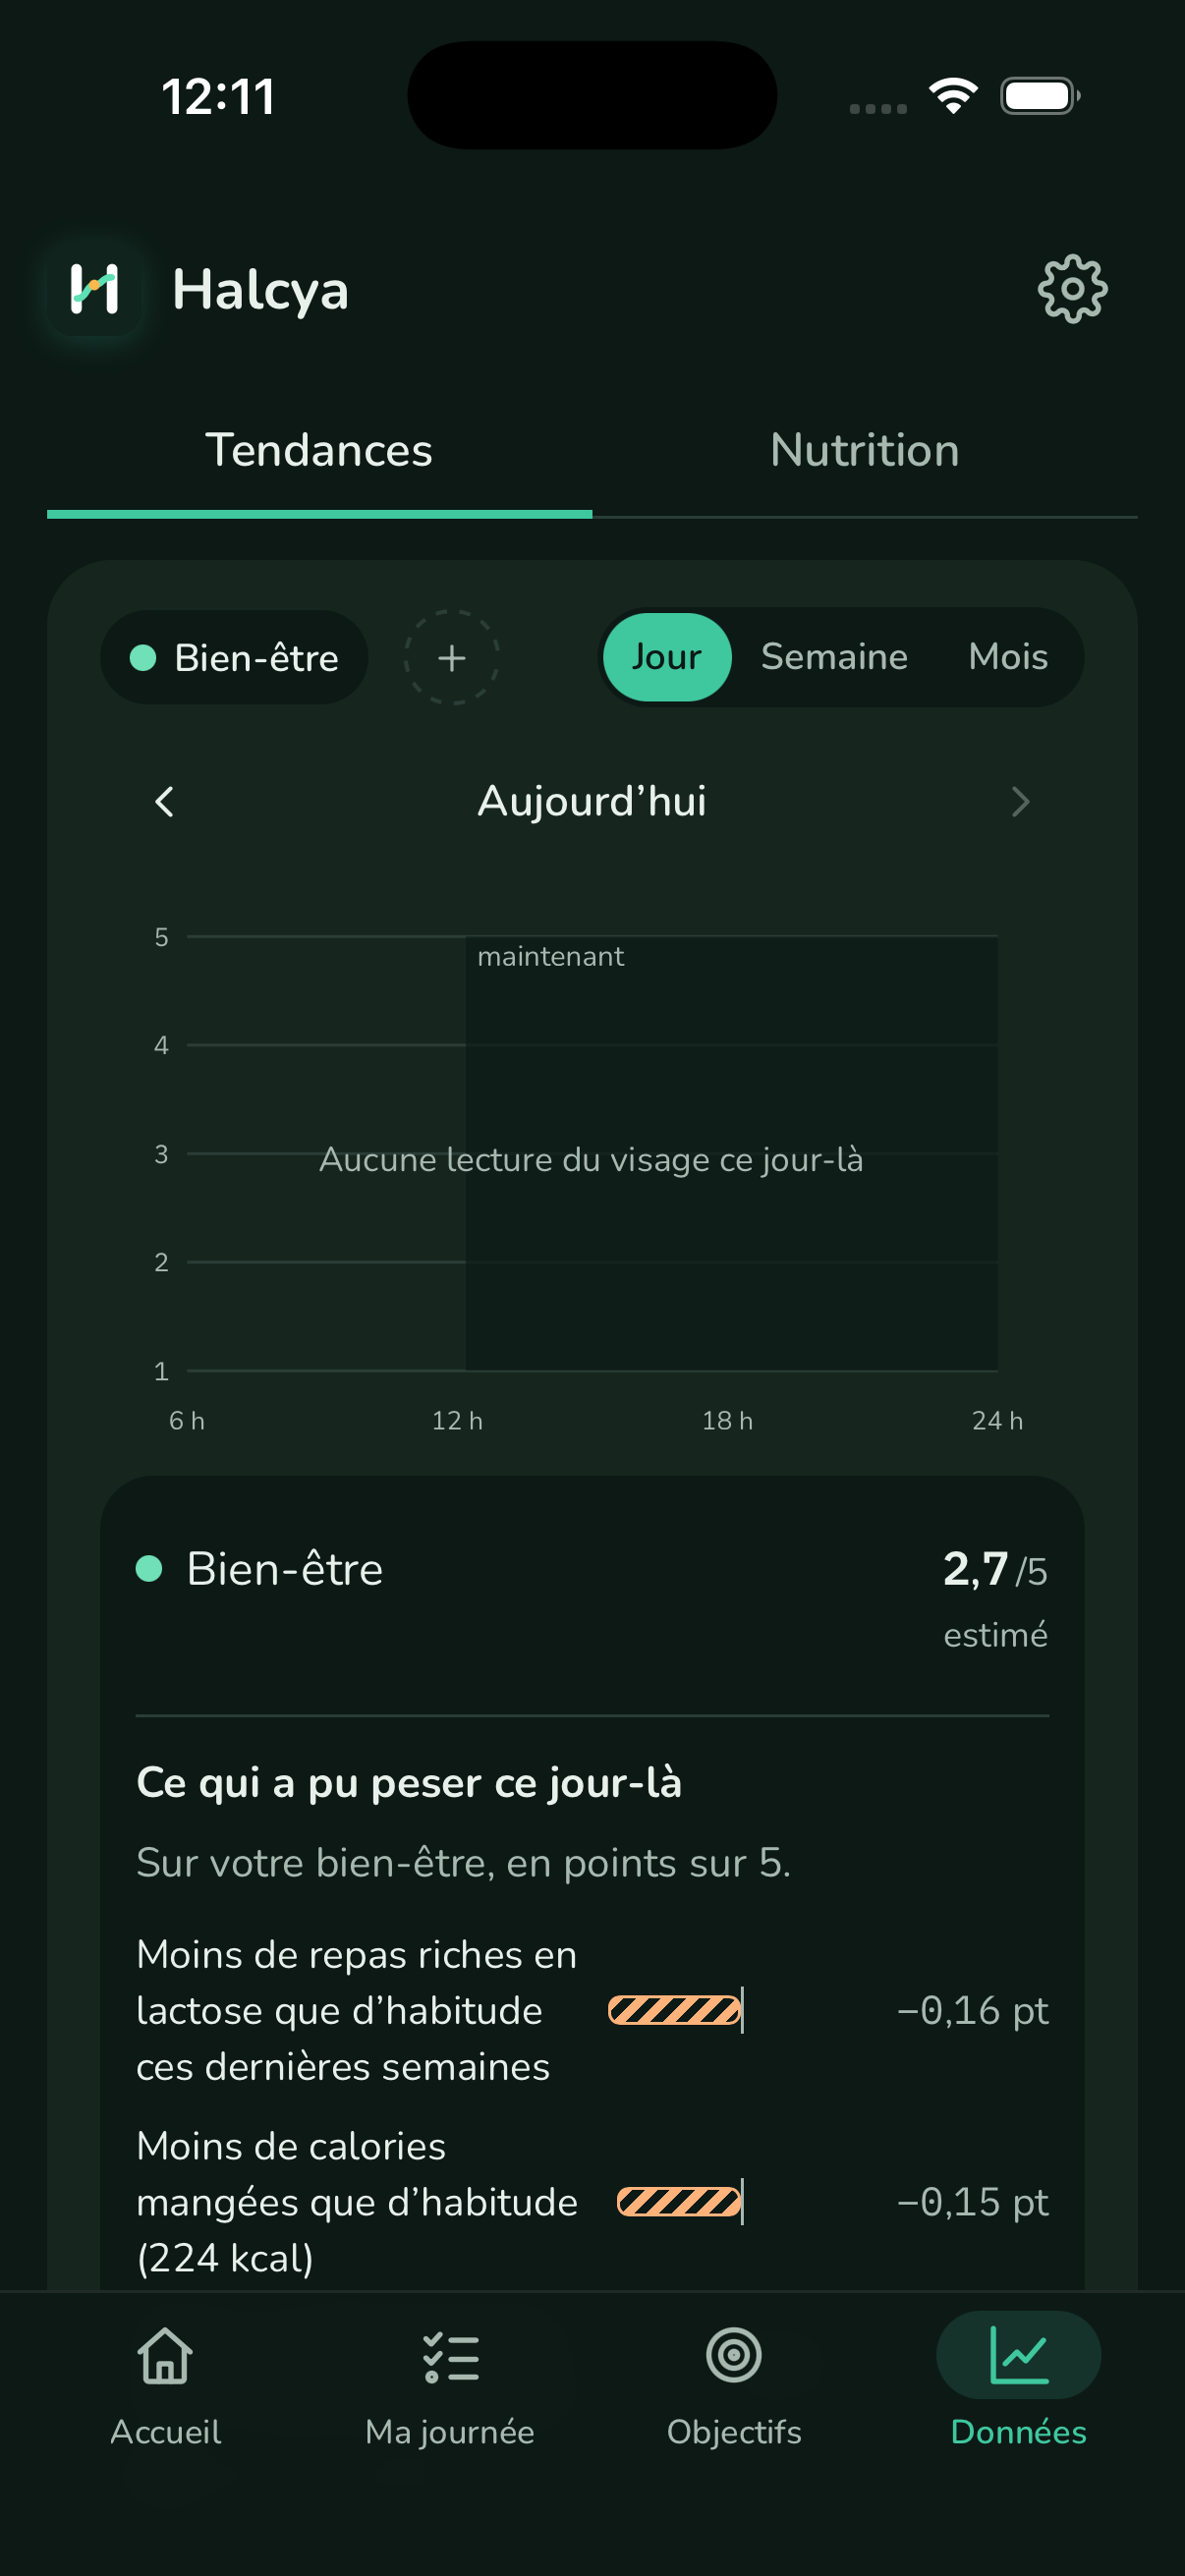 12:11
Halcya
Tendances
Nutrition
Bien-être
+
Jour
Semaine
Mois
Aujourd’hui
5
maintenant
4
3
Aucune lecture du visage ce jour-là
2
1
6 h
12 h
18 h
24 h
Bien-être
2,7 /5
estimé
Ce qui a pu peser ce jour-là
Sur votre bien-être, en points sur 5.
Moins de repas riches en
lactose que d’habitude
ces dernières semaines
−0,16 pt
Moins de calories
mangées que d’habitude
(224 kcal)
−0,15 pt
Accueil
Ma journée
Objectifs
Données